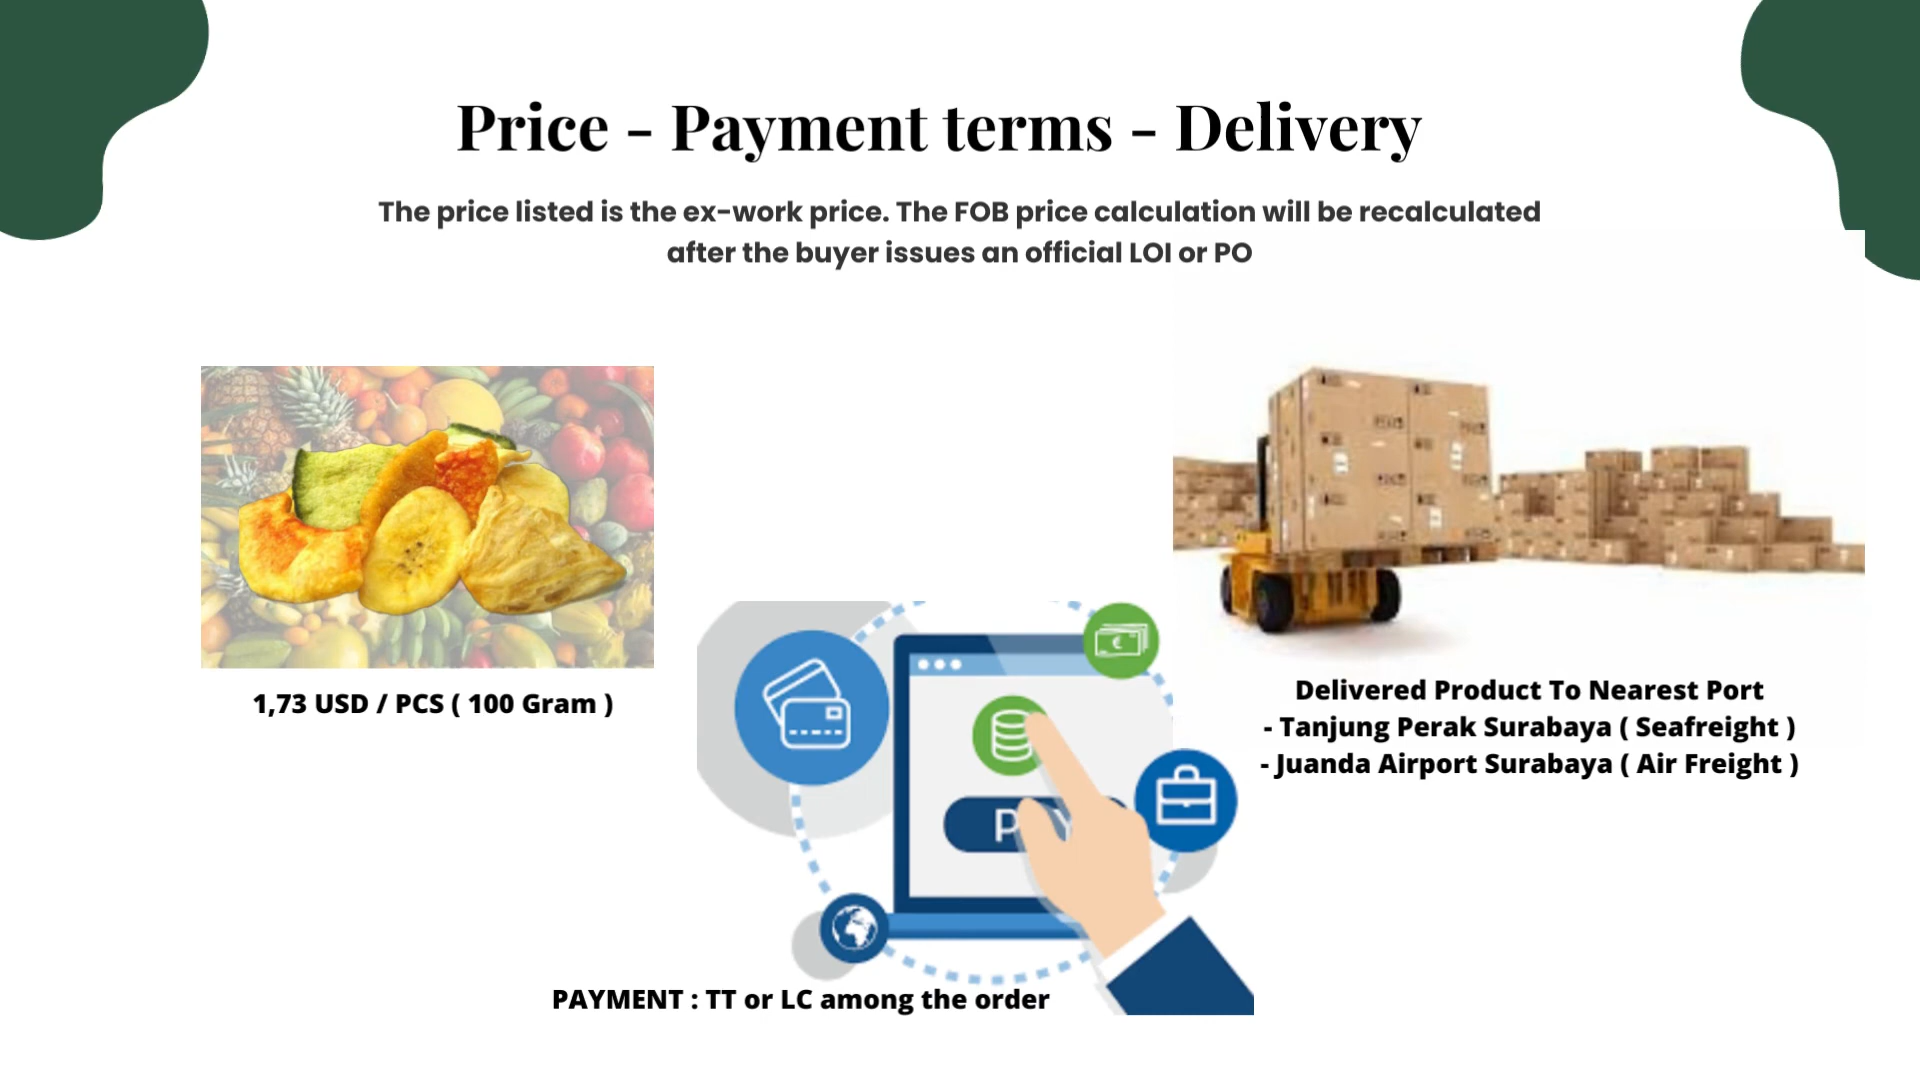 Price - Payment terms - Delivery
The price listed is the ex-work price. The FOB price calculation will be recalculated
after the buyer issues an official LOI or PO
1,73 USD / PCS ( 100 Gram )
Delivered Product To Nearest Port
- Tanjung Perak Surabaya ( Seafreight )
- Juanda Airport Surabaya ( Air Freight )
P Y
PAYMENT : TT or LC among the order